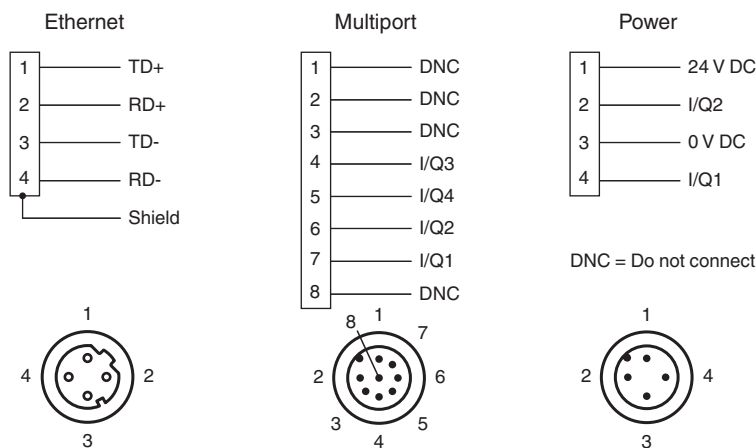 Ethernet
1 TD+
2 RD+
3 TD-
4 RD-
Shield
1
4 2
3
Multiport
1 DNC
2 DNC
3 DNC
4 I/Q3
5 I/Q4
6 I/Q2
7 I/Q1
8 DNC
8 1 7
2 6
3 5
4
Power
1 24 V DC
2 I/Q2
3 0 V DC
4 I/Q1
DNC = Do not connect
1
2 4
3